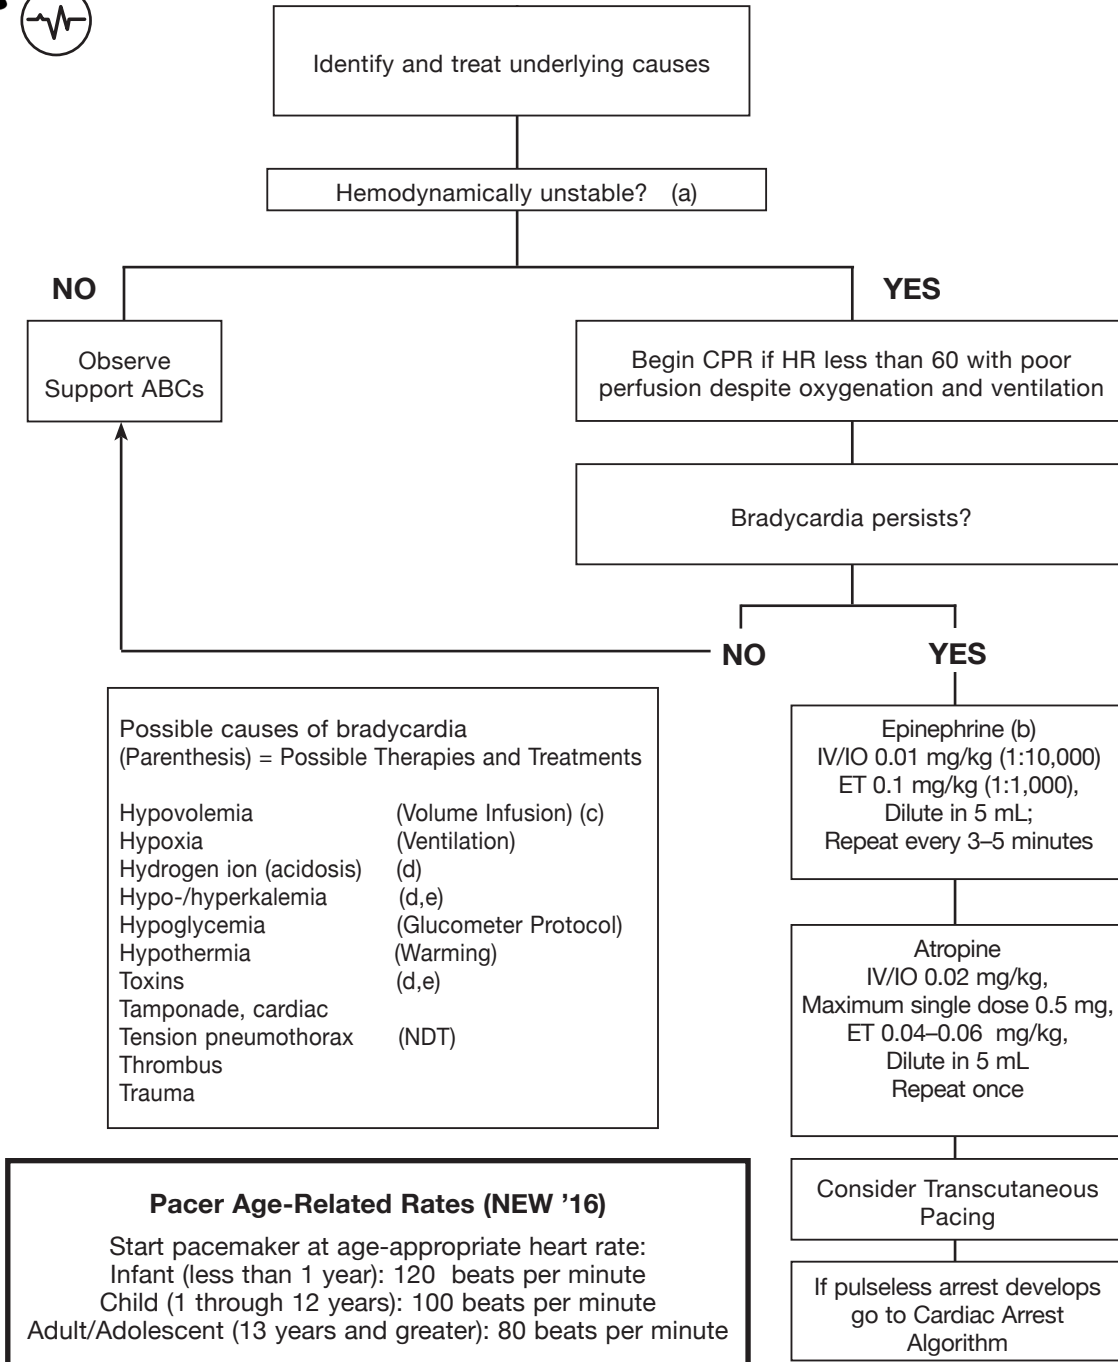 Identify and treat underlying causes
Hemodynamically unstable? (a)
NO
YES
Observe
Support ABCs
Begin CPR if HR less than 60 with poor
perfusion despite oxygenation and ventilation
Bradycardia persists?
NO
YES
Possible causes of bradycardia
(Parenthesis) = Possible Therapies and Treatments
Hypovolemia (Volume Infusion) (c)
Hypoxia (Ventilation)
Hydrogen ion (acidosis) (d)
Hypo-/hyperkalemia (d,e)
Hypoglycemia (Glucometer Protocol)
Hypothermia (Warming)
Toxins (d,e)
Tamponade, cardiac
Tension pneumothorax (NDT)
Thrombus
Trauma
Epinephrine (b)
IV/IO 0.01 mg/kg (1:10,000)
ET 0.1 mg/kg (1:1,000),
Dilute in 5 mL;
Repeat every 3–5 minutes
Atropine
IV/IO 0.02 mg/kg,
Maximum single dose 0.5 mg,
ET 0.04–0.06 mg/kg,
Dilute in 5 mL
Repeat once
Consider Transcutaneous
Pacing
If pulseless arrest develops
go to Cardiac Arrest
Algorithm
Pacer Age-Related Rates (NEW '16)
Start pacemaker at age-appropriate heart rate:
Infant (less than 1 year): 120 beats per minute
Child (1 through 12 years): 100 beats per minute
Adult/Adolescent (13 years and greater): 80 beats per minute